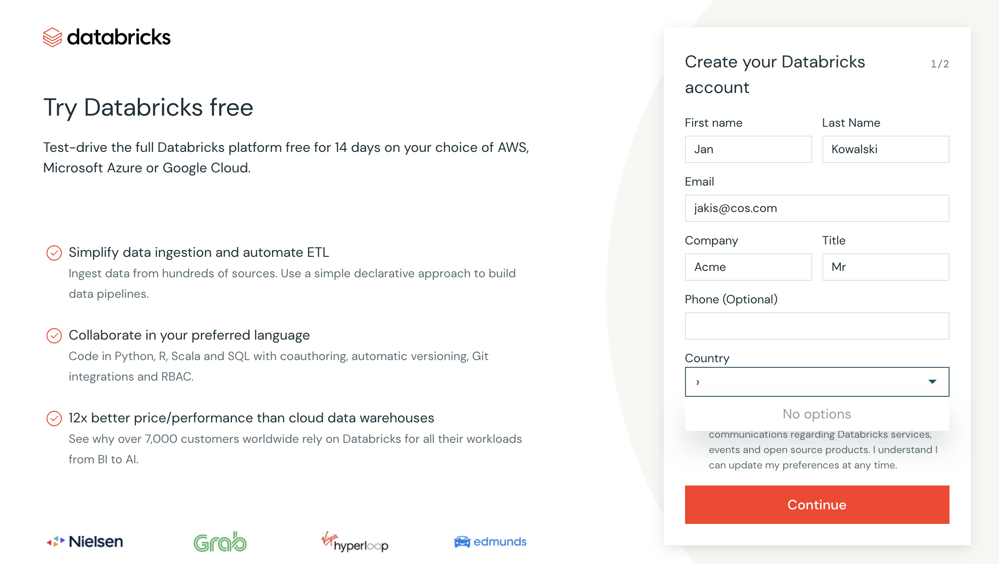 databricks
Try Databricks free
Test-drive the full Databricks platform free for 14 days on your choice of AWS,
Microsoft Azure or Google Cloud.
Simplify data ingestion and automate ETL
Ingest data from hundreds of sources. Use a simple declarative approach to build
data pipelines.
Collaborate in your preferred language
Code in Python, R, Scala and SQL with coauthoring, automatic versioning, Git
integrations and RBAC.
12x better price/performance than cloud data warehouses
See why over 7,000 customers worldwide rely on Databricks for all their workloads
from BI to AI.
Nielsen
Grab
Virgin
hyperloop
edmunds
Create your Databricks
account
1/2
First name
Last Name
Jan
Kowalski
Email
jakis@cos.com
Company
Title
Acme
Mr
Phone (Optional)
Country
›
No options
communications regarding Databricks services,
events and open source products. I understand I
can update my preferences at any time.
Continue